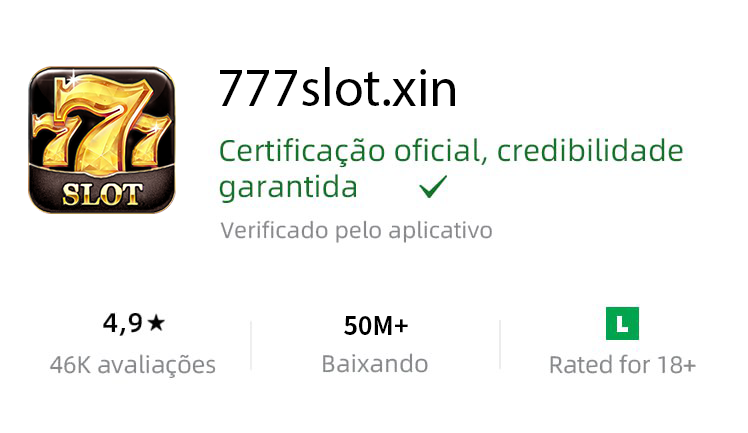 777
SLOT
777slot.xin
Certificação oficial, credibilidade
garantida
Verificado pelo aplicativo
4,9★
46K avaliações
50M+
Baixando
L
Rated for 18+